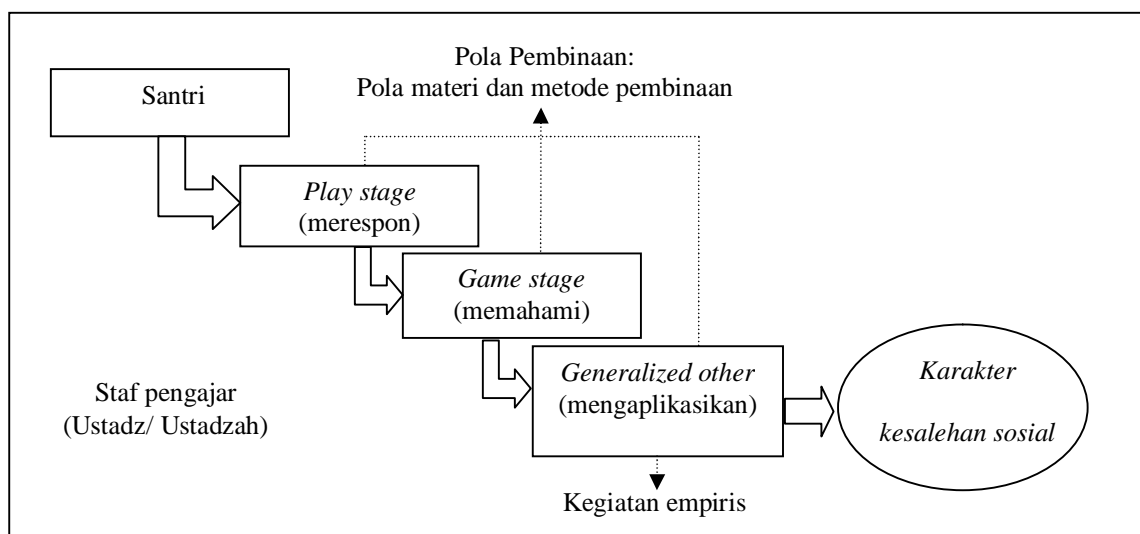 Pola Pembinaan:
Pola materi dan metode pembinaan
Santri
Play stage
(merespon)
Game stage
(memahami)
Generalized other
(mengaplikasikan)
Karakter
kesalehan sosial
Staf pengajar
(Ustadz/ Ustadzah)
Kegiatan empiris